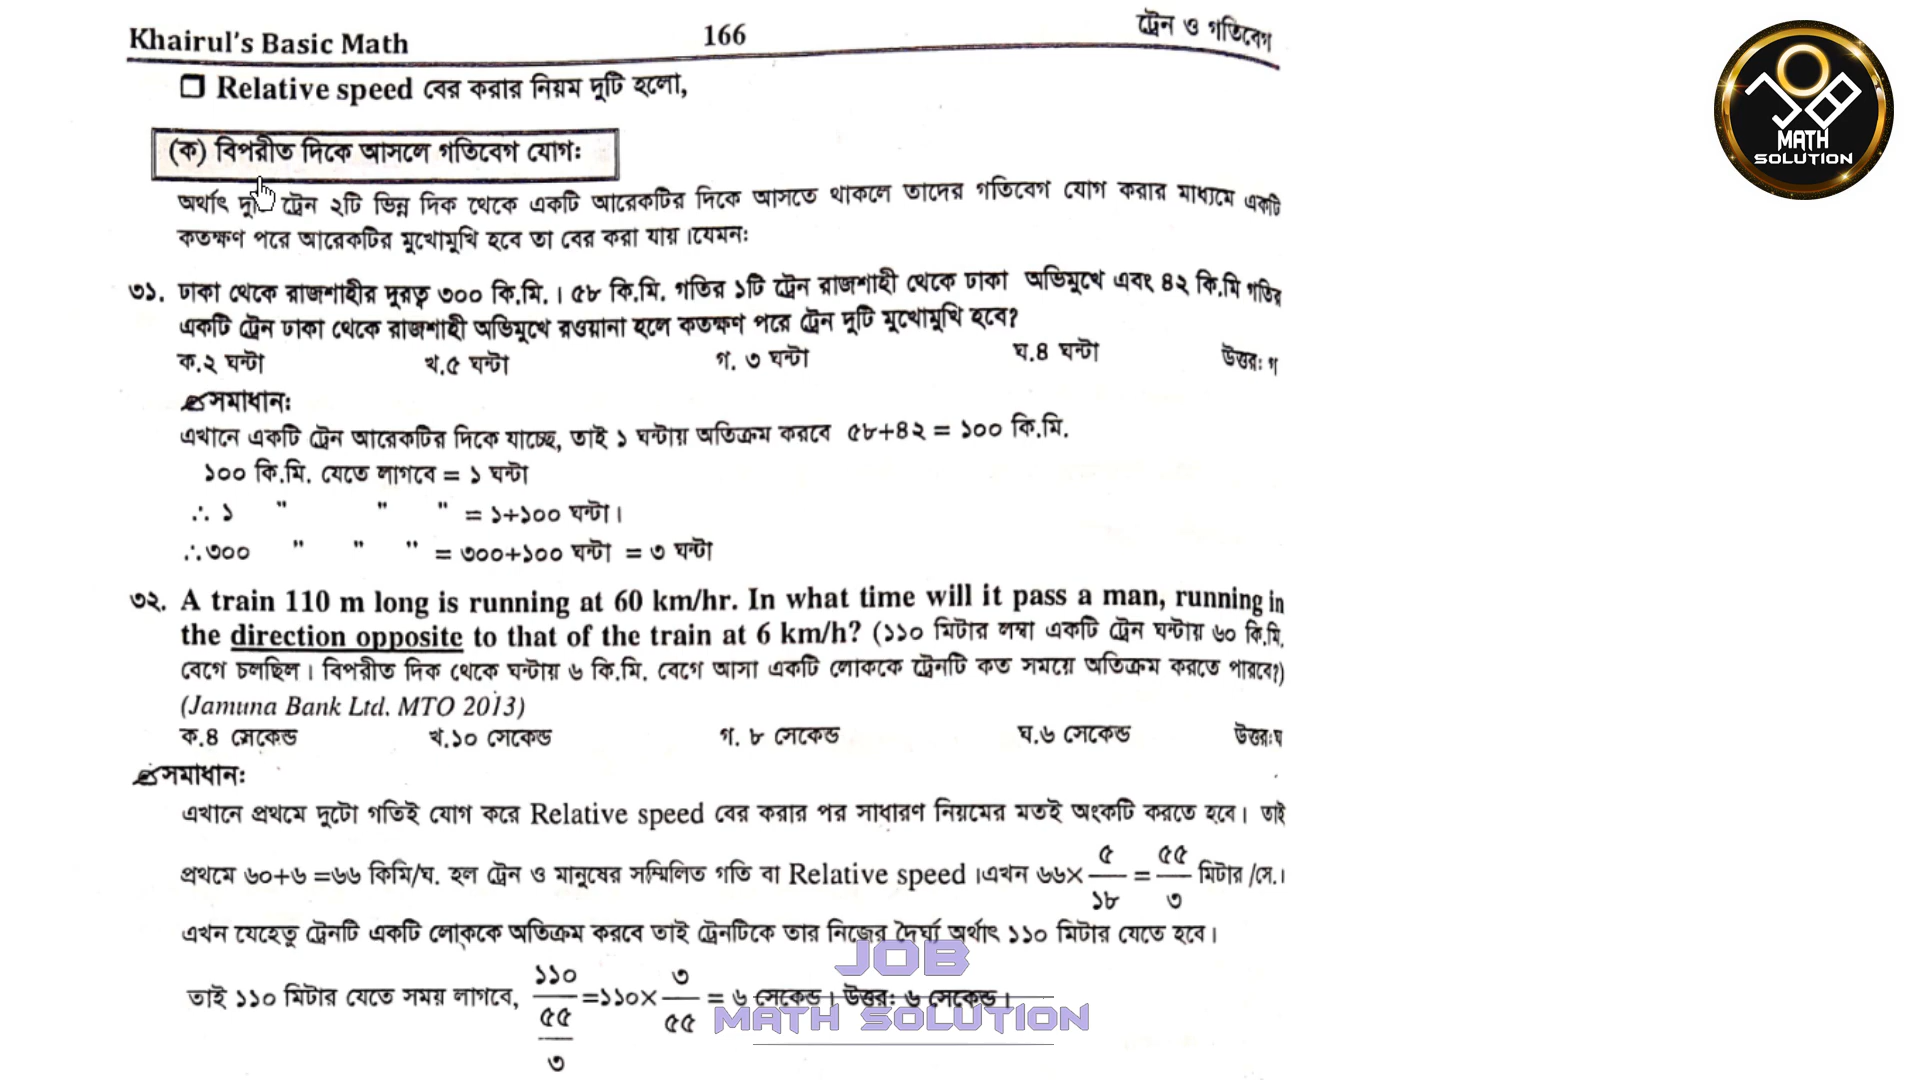 Khairul's Basic Math 166 ট্রেন ও গতিবেগ
❐ Relative speed বের করার নিয়ম দুটি হলো,
(ক) বিপরীত দিকে আসলে গতিবেগ যোগঃ
অর্থাৎ ট্রেন ২টি ভিন্ন দিক থেকে একটি আরেকটির দিকে আসতে থাকলে তাদের গতিবেগ যোগ করার মাধ্যমে একটি
কতক্ষণ পরে আরেকটির মুখোমুখি হবে তা বের করা যায়।যেমনঃ
৩১. ঢাকা থেকে রাজশাহীর দূরত্ব ৩০০ কি.মি.। ৫৮ কি.মি. গতির ১টি ট্রেন রাজশাহী থেকে ঢাকা অভিমুখে এবং ৪২ কি.মি গতির
একটি ট্রেন ঢাকা থেকে রাজশাহী অভিমুখে রওয়ানা হলে কতক্ষণ পরে ট্রেন দুটি মুখোমুখি হবে?
ক.২ ঘন্টা খ.৫ ঘন্টা গ. ৩ ঘন্টা ঘ.৪ ঘন্টা উত্তরঃ গ
✍সমাধানঃ
এখানে একটি ট্রেন আরেকটির দিকে যাচ্ছে, তাই ১ ঘন্টায় অতিক্রম করবে ৫৮+৪২ = ১০০ কি.মি.
১০০ কি.মি. যেতে লাগবে = ১ ঘন্টা
∴ ১ " " " = ১÷১০০ ঘন্টা।
∴৩০০ " " " = ৩০০÷১০০ ঘন্টা = ৩ ঘন্টা
৩২. A train 110 m long is running at 60 km/hr. In what time will it pass a man, running in
the direction opposite to that of the train at 6 km/h? (১১০ মিটার লম্বা একটি ট্রেন ঘন্টায় ৬০ কি.মি.
বেগে চলছিল। বিপরীত দিক থেকে ঘন্টায় ৬ কি.মি. বেগে আসা একটি লোককে ট্রেনটি কত সময়ে অতিক্রম করতে পারবে?)
(Jamuna Bank Ltd. MTO 2013)
ক.৪ সেকেন্ড খ.১০ সেকেন্ড গ. ৮ সেকেন্ড ঘ.৬ সেকেন্ড উত্তরঃঘ
✍সমাধানঃ
এখানে প্রথমে দুটো গতিই যোগ করে Relative speed বের করার পর সাধারণ নিয়মের মতই অংকটি করতে হবে। তাই
প্রথমে ৬০+৬ =৬৬ কিমি/ঘ. হল ট্রেন ও মানুষের সম্মিলিত গতি বা Relative speed ।এখন ৬৬× ৫/১৮ = ৫৫/৩ মিটার /সে.।
এখন যেহেতু ট্রেনটি একটি লোককে অতিক্রম করবে তাই ট্রেনটিকে তার নিজের দৈর্ঘ্য অর্থাৎ ১১০ মিটার যেতে হবে।
তাই ১১০ মিটার যেতে সময় লাগবে, ১১০/(৫৫/৩) =১১০× ৩/৫৫ = ৬ সেকেন্ড। উত্তরঃ ৬ সেকেন্ড।
JOB
MATH SOLUTION
JOB
MATH
SOLUTION